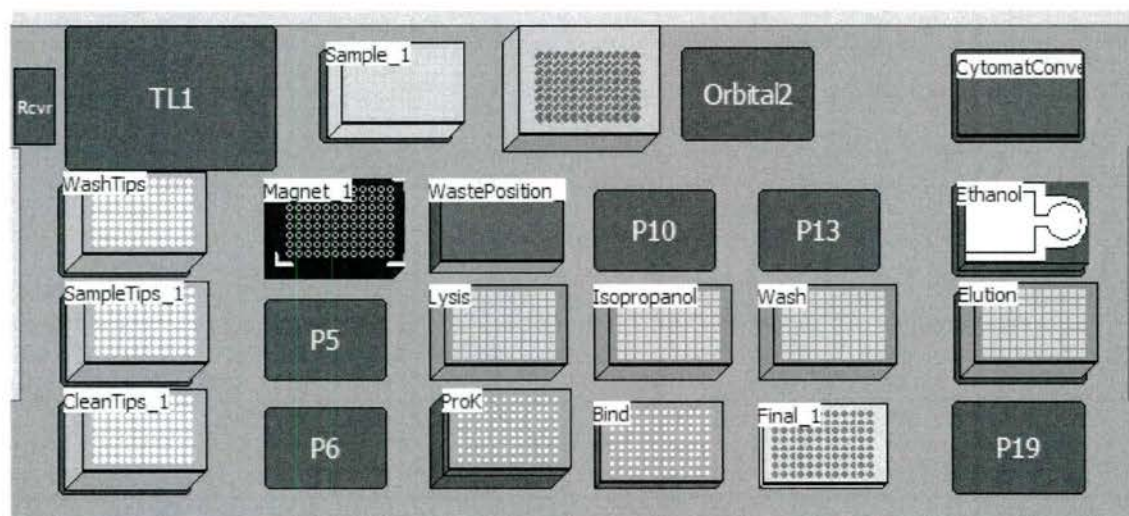 Sample_1
Rcvr
TL1
Orbital2
CytomatConve
WashTips
Magnet_1
WastePosition_
P10
P13
Ethanol
SampleTips_1
P5
Lysis
Isopropanol
Wash
Elution
CleanTips_1
P6
ProK
Bind
Final_1
P19